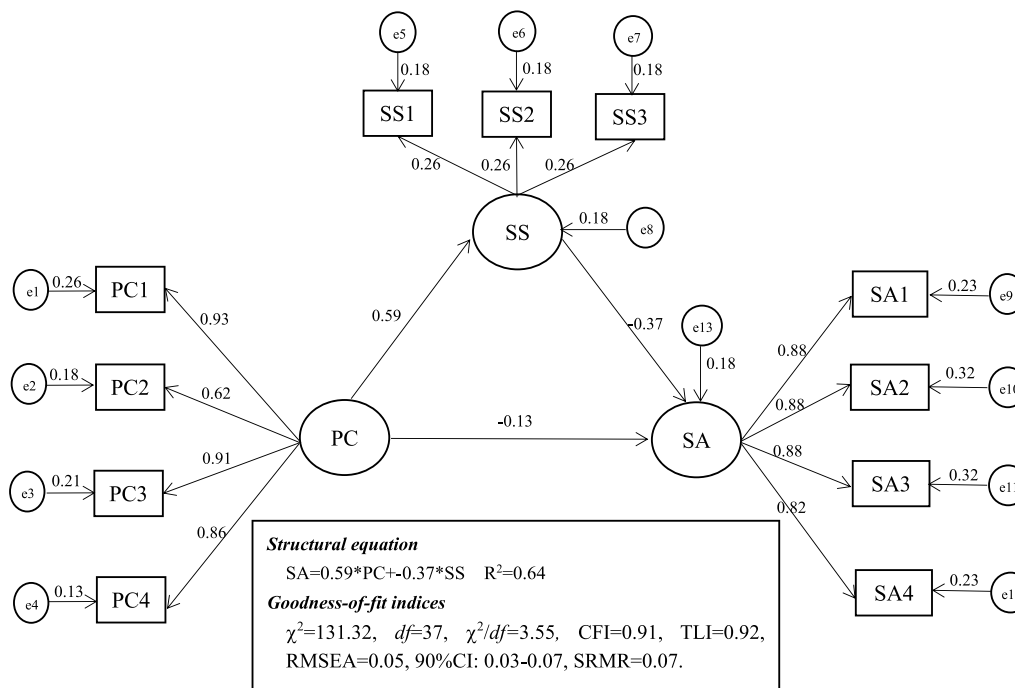 e5
e6
e7
0.18
0.18
0.18
SS1
SS2
SS3
0.26
0.26
0.26
SS
0.18
e8
e1
0.26
PC1
0.93
0.59
-0.37
e13
0.18
SA1
0.23
e9
0.88
e2
0.18
PC2
0.62
0.88
SA2
0.32
PC
-0.13
SA
e3
0.21
PC3
0.91
0.88
SA3
0.32
0.86
0.82
e4
0.13
PC4
SA4
0.23
Structural equation
SA=0.59*PC+-0.37*SS R²=0.64
Goodness-of-fit indices
χ²=131.32, df=37, χ²/df=3.55, CFI=0.91, TLI=0.92,
RMSEA=0.05, 90%CI: 0.03-0.07, SRMR=0.07.